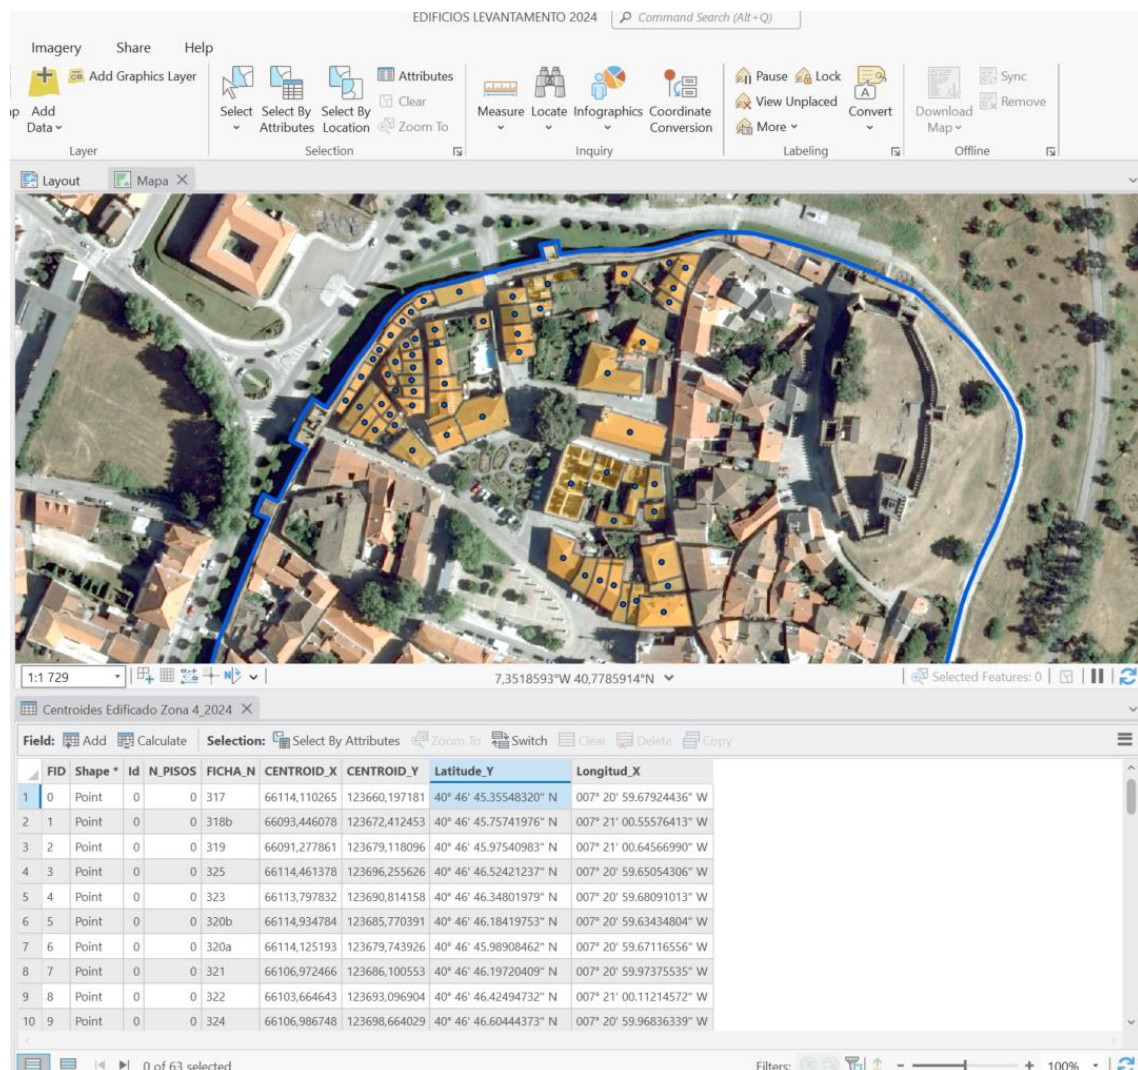 EDIFICIOS LEVANTAMENTO 2024 Command Search (Alt+Q)
Imagery Share Help
Add Graphics Layer
Add Data
Select
Select By Attributes
Select By Location
Attributes
Clear
Zoom To
Measure Locate Infographics Coordinate Conversion
Pause Lock
View Unplaced
More
Convert
Download Map
Sync
Remove
Layer Selection Inquiry Labeling Offline
Layout Mapa
1:1 729 7,3518593°W 40,7785914°N Selected Features: 0
Centroides Edificado Zona 4_2024
Field: Add Calculate Selection: Select By Attributes Zoom To Switch Clear Delete Copy
FID Shape * Id N_PISOS FICHA_N CENTROID_X CENTROID_Y Latitude_Y Longitud_X
1 0 Point 0 0 317 66114,110265 123660,197181 40° 46' 45.35548320" N 007° 20' 59.67924436" W
2 1 Point 0 0 318b 66093,446078 123672,412453 40° 46' 45.75741976" N 007° 21' 00.55576413" W
3 2 Point 0 0 319 66091,277861 123679,118096 40° 46' 45.97540983" N 007° 21' 00.64566990" W
4 3 Point 0 0 325 66114,461378 123696,255626 40° 46' 46.52421237" N 007° 20' 59.65054306" W
5 4 Point 0 0 323 66113,797832 123690,814158 40° 46' 46.34801979" N 007° 20' 59.68091013" W
6 5 Point 0 0 320b 66114,934784 123685,770391 40° 46' 46.18419753" N 007° 20' 59.63434804" W
7 6 Point 0 0 320a 66114,125193 123679,743926 40° 46' 45.98908462" N 007° 20' 59.67116556" W
8 7 Point 0 0 321 66106,972466 123686,100553 40° 46' 46.19720409" N 007° 20' 59.97375535" W
9 8 Point 0 0 322 66103,664643 123693,096904 40° 46' 46.42494732" N 007° 21' 00.11214572" W
10 9 Point 0 0 324 66106,986748 123698,664029 40° 46' 46.60444373" N 007° 20' 59.96836339" W
0 of 63 selected Filters: - + 100%